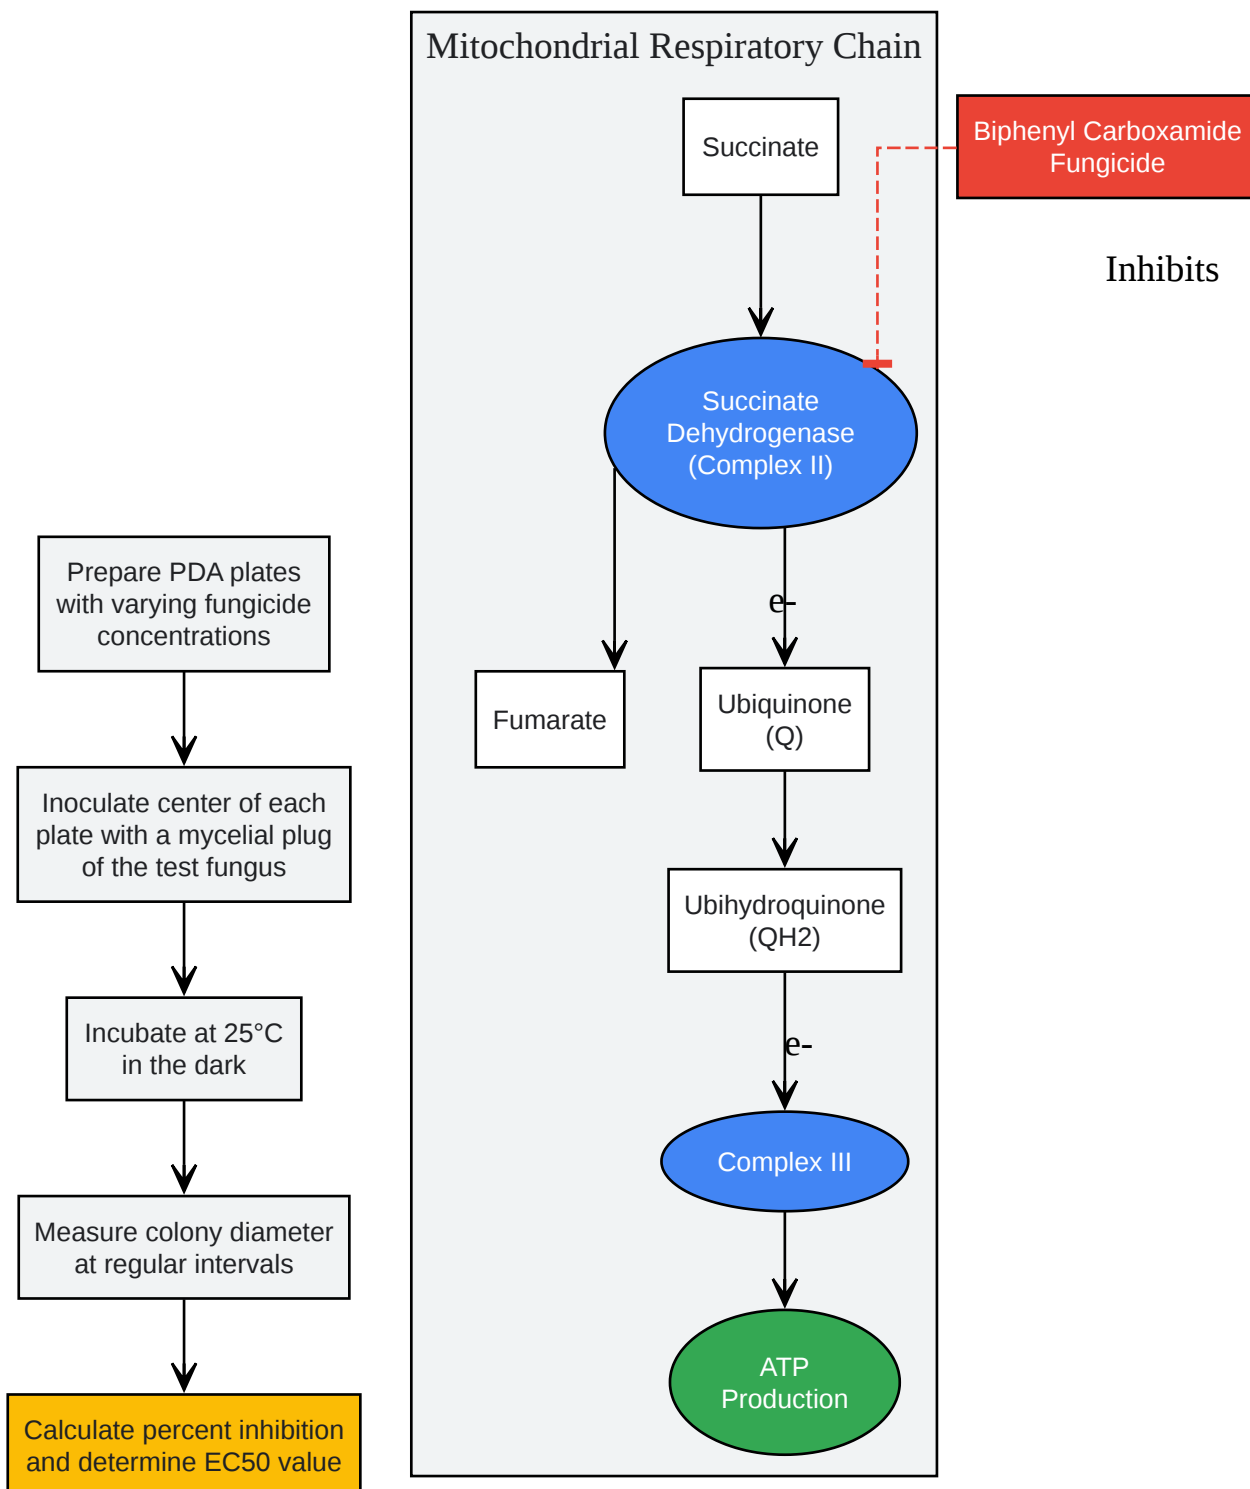 Mitochondrial Respiratory Chain
Succinate
Biphenyl Carboxamide
Fungicide
Inhibits
Succinate
Dehydrogenase
(Complex II)
e-
Fumarate
Ubiquinone
(Q)
Ubihydroquinone
(QH2)
e-
Complex III
ATP
Production
Prepare PDA plates
with varying fungicide
concentrations
Inoculate center of each
plate with a mycelial plug
of the test fungus
Incubate at 25°C
in the dark
Measure colony diameter
at regular intervals
Calculate percent inhibition
and determine EC50 value